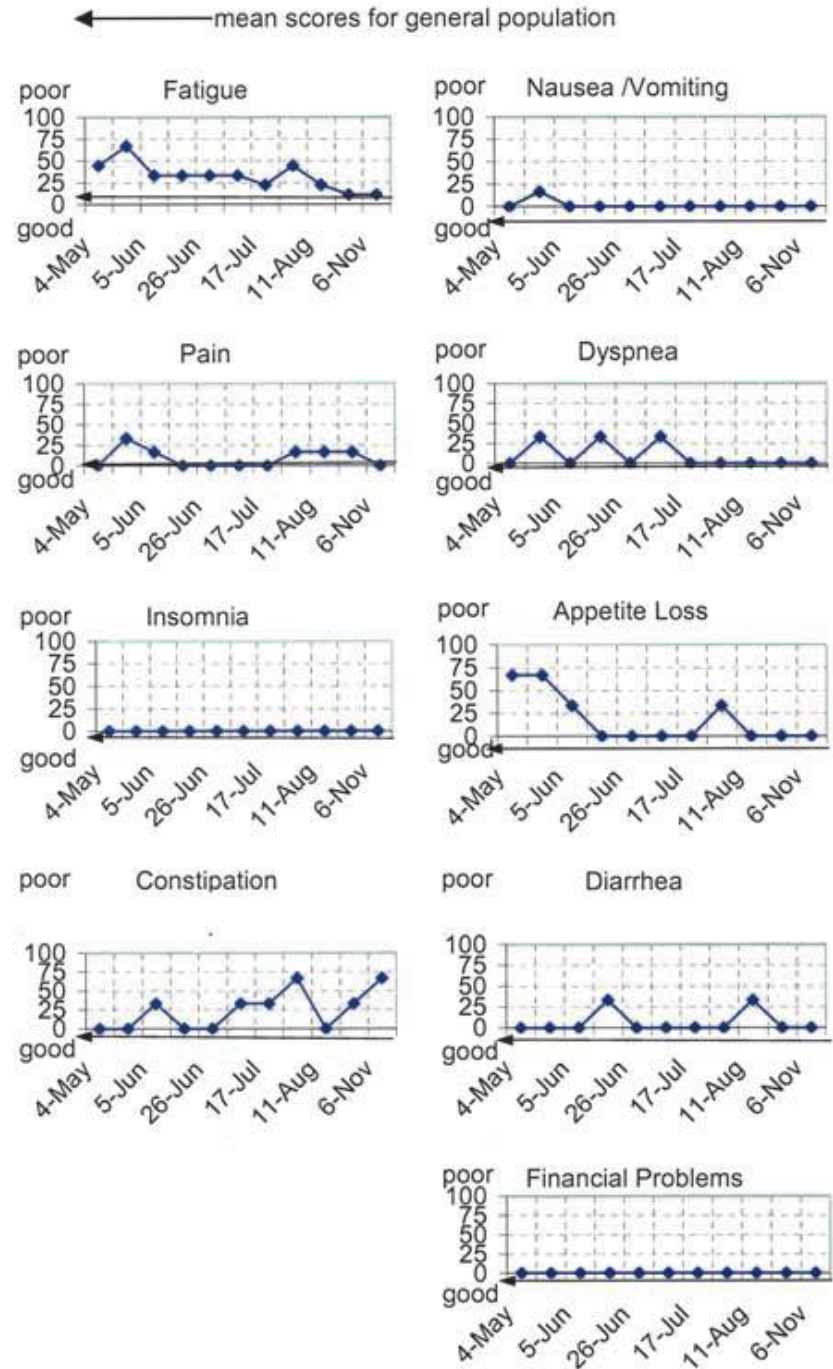 mean scores for general population
poor Fatigue
100
75
50
25
0
good
4-May 5-Jun 26-Jun 17-Jul 11-Aug 6-Nov
poor Nausea /Vomiting
100
75
50
25
0
good
4-May 5-Jun 26-Jun 17-Jul 11-Aug 6-Nov
poor Pain
100
75
50
25
0
good
4-May 5-Jun 26-Jun 17-Jul 11-Aug 6-Nov
poor Dyspnea
100
75
50
25
0
good
4-May 5-Jun 26-Jun 17-Jul 11-Aug 6-Nov
poor Insomnia
100
75
50
25
0
good
4-May 5-Jun 26-Jun 17-Jul 11-Aug 6-Nov
poor Appetite Loss
100
75
50
25
0
good
4-May 5-Jun 26-Jun 17-Jul 11-Aug 6-Nov
poor Constipation
100
75
50
25
0
good
4-May 5-Jun 26-Jun 17-Jul 11-Aug 6-Nov
poor Diarrhea
100
75
50
25
0
good
4-May 5-Jun 26-Jun 17-Jul 11-Aug 6-Nov
poor Financial Problems
100
75
50
25
0
good
4-May 5-Jun 26-Jun 17-Jul 11-Aug 6-Nov